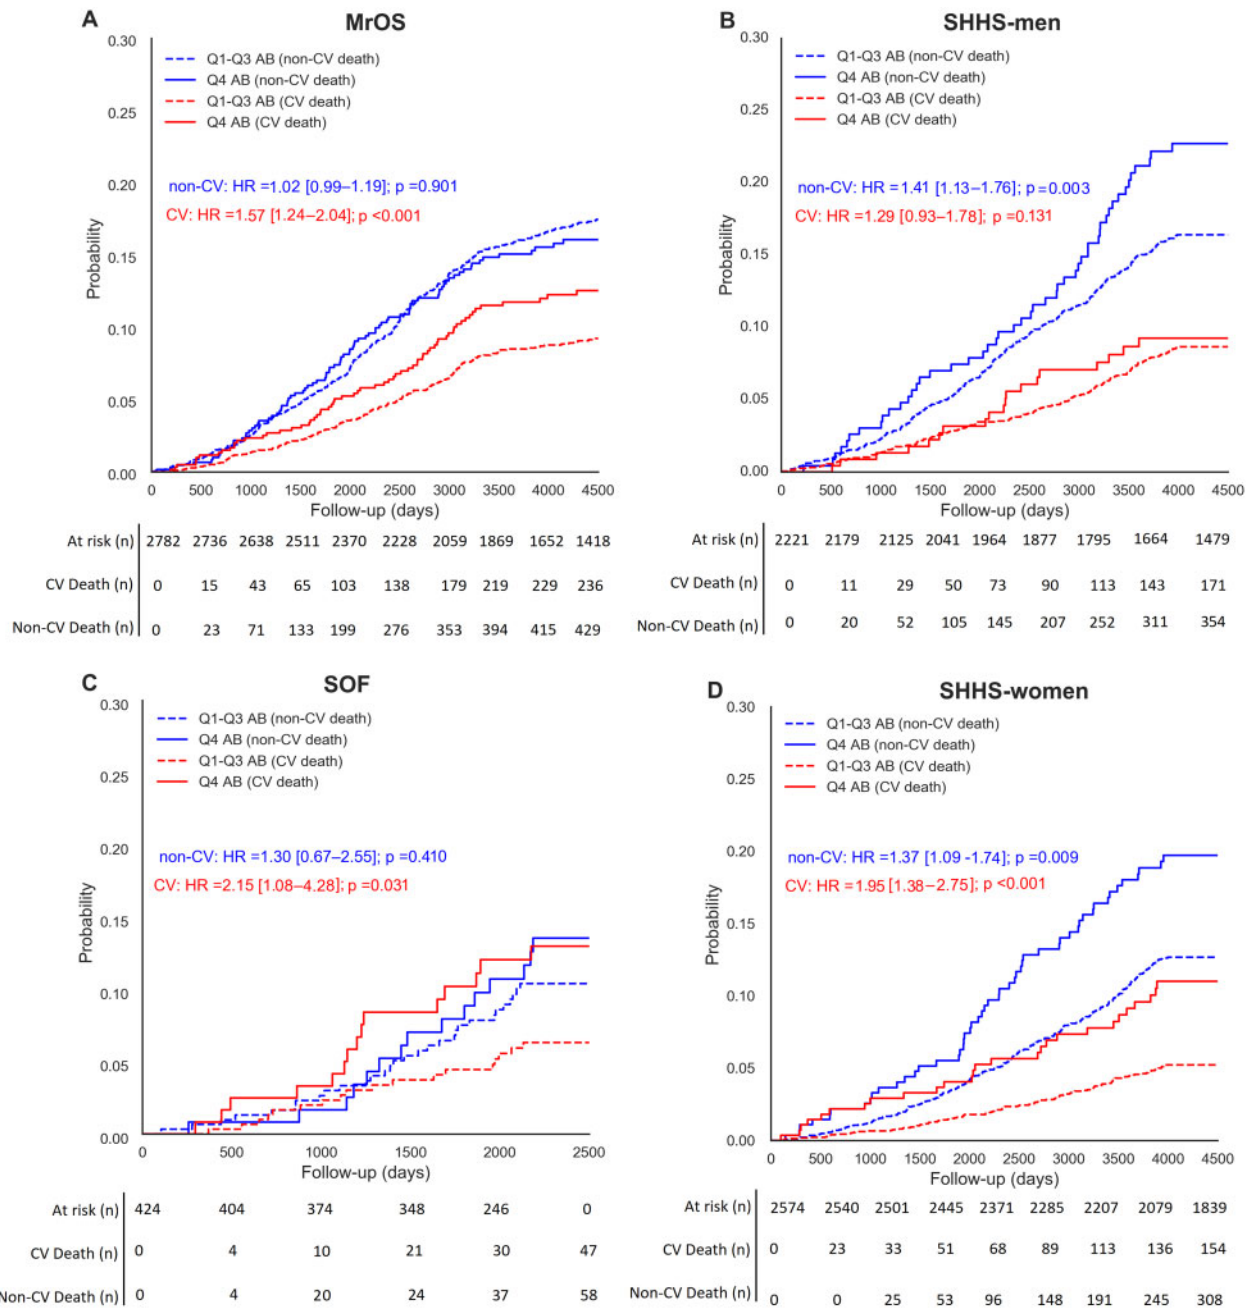 A
MrOS
0.30
Q1-Q3 AB (non-CV death)
Q4 AB (non-CV death)
0.25
Q1-Q3 AB (CV death)
Q4 AB (CV death)
0.20
non-CV: HR =1.02 [0.99–1.19]; p =0.901
CV: HR =1.57 [1.24–2.04]; p <0.001
0.15
Probability
0.10
0.05
0.00
0 500 1000 1500 2000 2500 3000 3500 4000 4500
Follow-up (days)
At risk (n) 2782 2736 2638 2511 2370 2228 2059 1869 1652 1418
CV Death (n) 0 15 43 65 103 138 179 219 229 236
Non-CV Death (n) 0 23 71 133 199 276 353 394 415 429
B
SHHS-men
0.30
Q1-Q3 AB (non-CV death)
Q4 AB (non-CV death)
0.25
Q1-Q3 AB (CV death)
Q4 AB (CV death)
0.20
non-CV: HR =1.41 [1.13–1.76]; p =0.003
CV: HR =1.29 [0.93–1.78]; p =0.131
0.15
Probability
0.10
0.05
0.00
0 500 1000 1500 2000 2500 3000 3500 4000 4500
Follow-up (days)
At risk (n) 2221 2179 2125 2041 1964 1877 1795 1664 1479
CV Death (n) 0 11 29 50 73 90 113 143 171
Non-CV Death (n) 0 20 52 105 145 207 252 311 354
C
SOF
0.30
Q1-Q3 AB (non-CV death)
Q4 AB (non-CV death)
0.25
Q1-Q3 AB (CV death)
Q4 AB (CV death)
0.20
non-CV: HR =1.30 [0.67–2.55]; p =0.410
CV: HR =2.15 [1.08–4.28]; p =0.031
0.15
Probability
0.10
0.05
0.00
0 500 1000 1500 2000 2500
Follow-up (days)
At risk (n) 424 404 374 348 246 0
CV Death (n) 0 4 10 21 30 47
Non-CV Death (n) 0 4 20 24 37 58
D
SHHS-women
0.30
Q1-Q3 AB (non-CV death)
Q4 AB (non-CV death)
0.25
Q1-Q3 AB (CV death)
Q4 AB (CV death)
0.20
non-CV: HR =1.37 [1.09 -1.74]; p =0.009
CV: HR =1.95 [1.38–2.75]; p <0.001
0.15
Probability
0.10
0.05
0.00
0 500 1000 1500 2000 2500 3000 3500 4000 4500
Follow-up (days)
At risk (n) 2574 2540 2501 2445 2371 2285 2207 2079 1839
CV Death (n) 0 23 33 51 68 89 113 136 154
Non-CV Death (n) 0 0 25 53 96 148 191 245 308